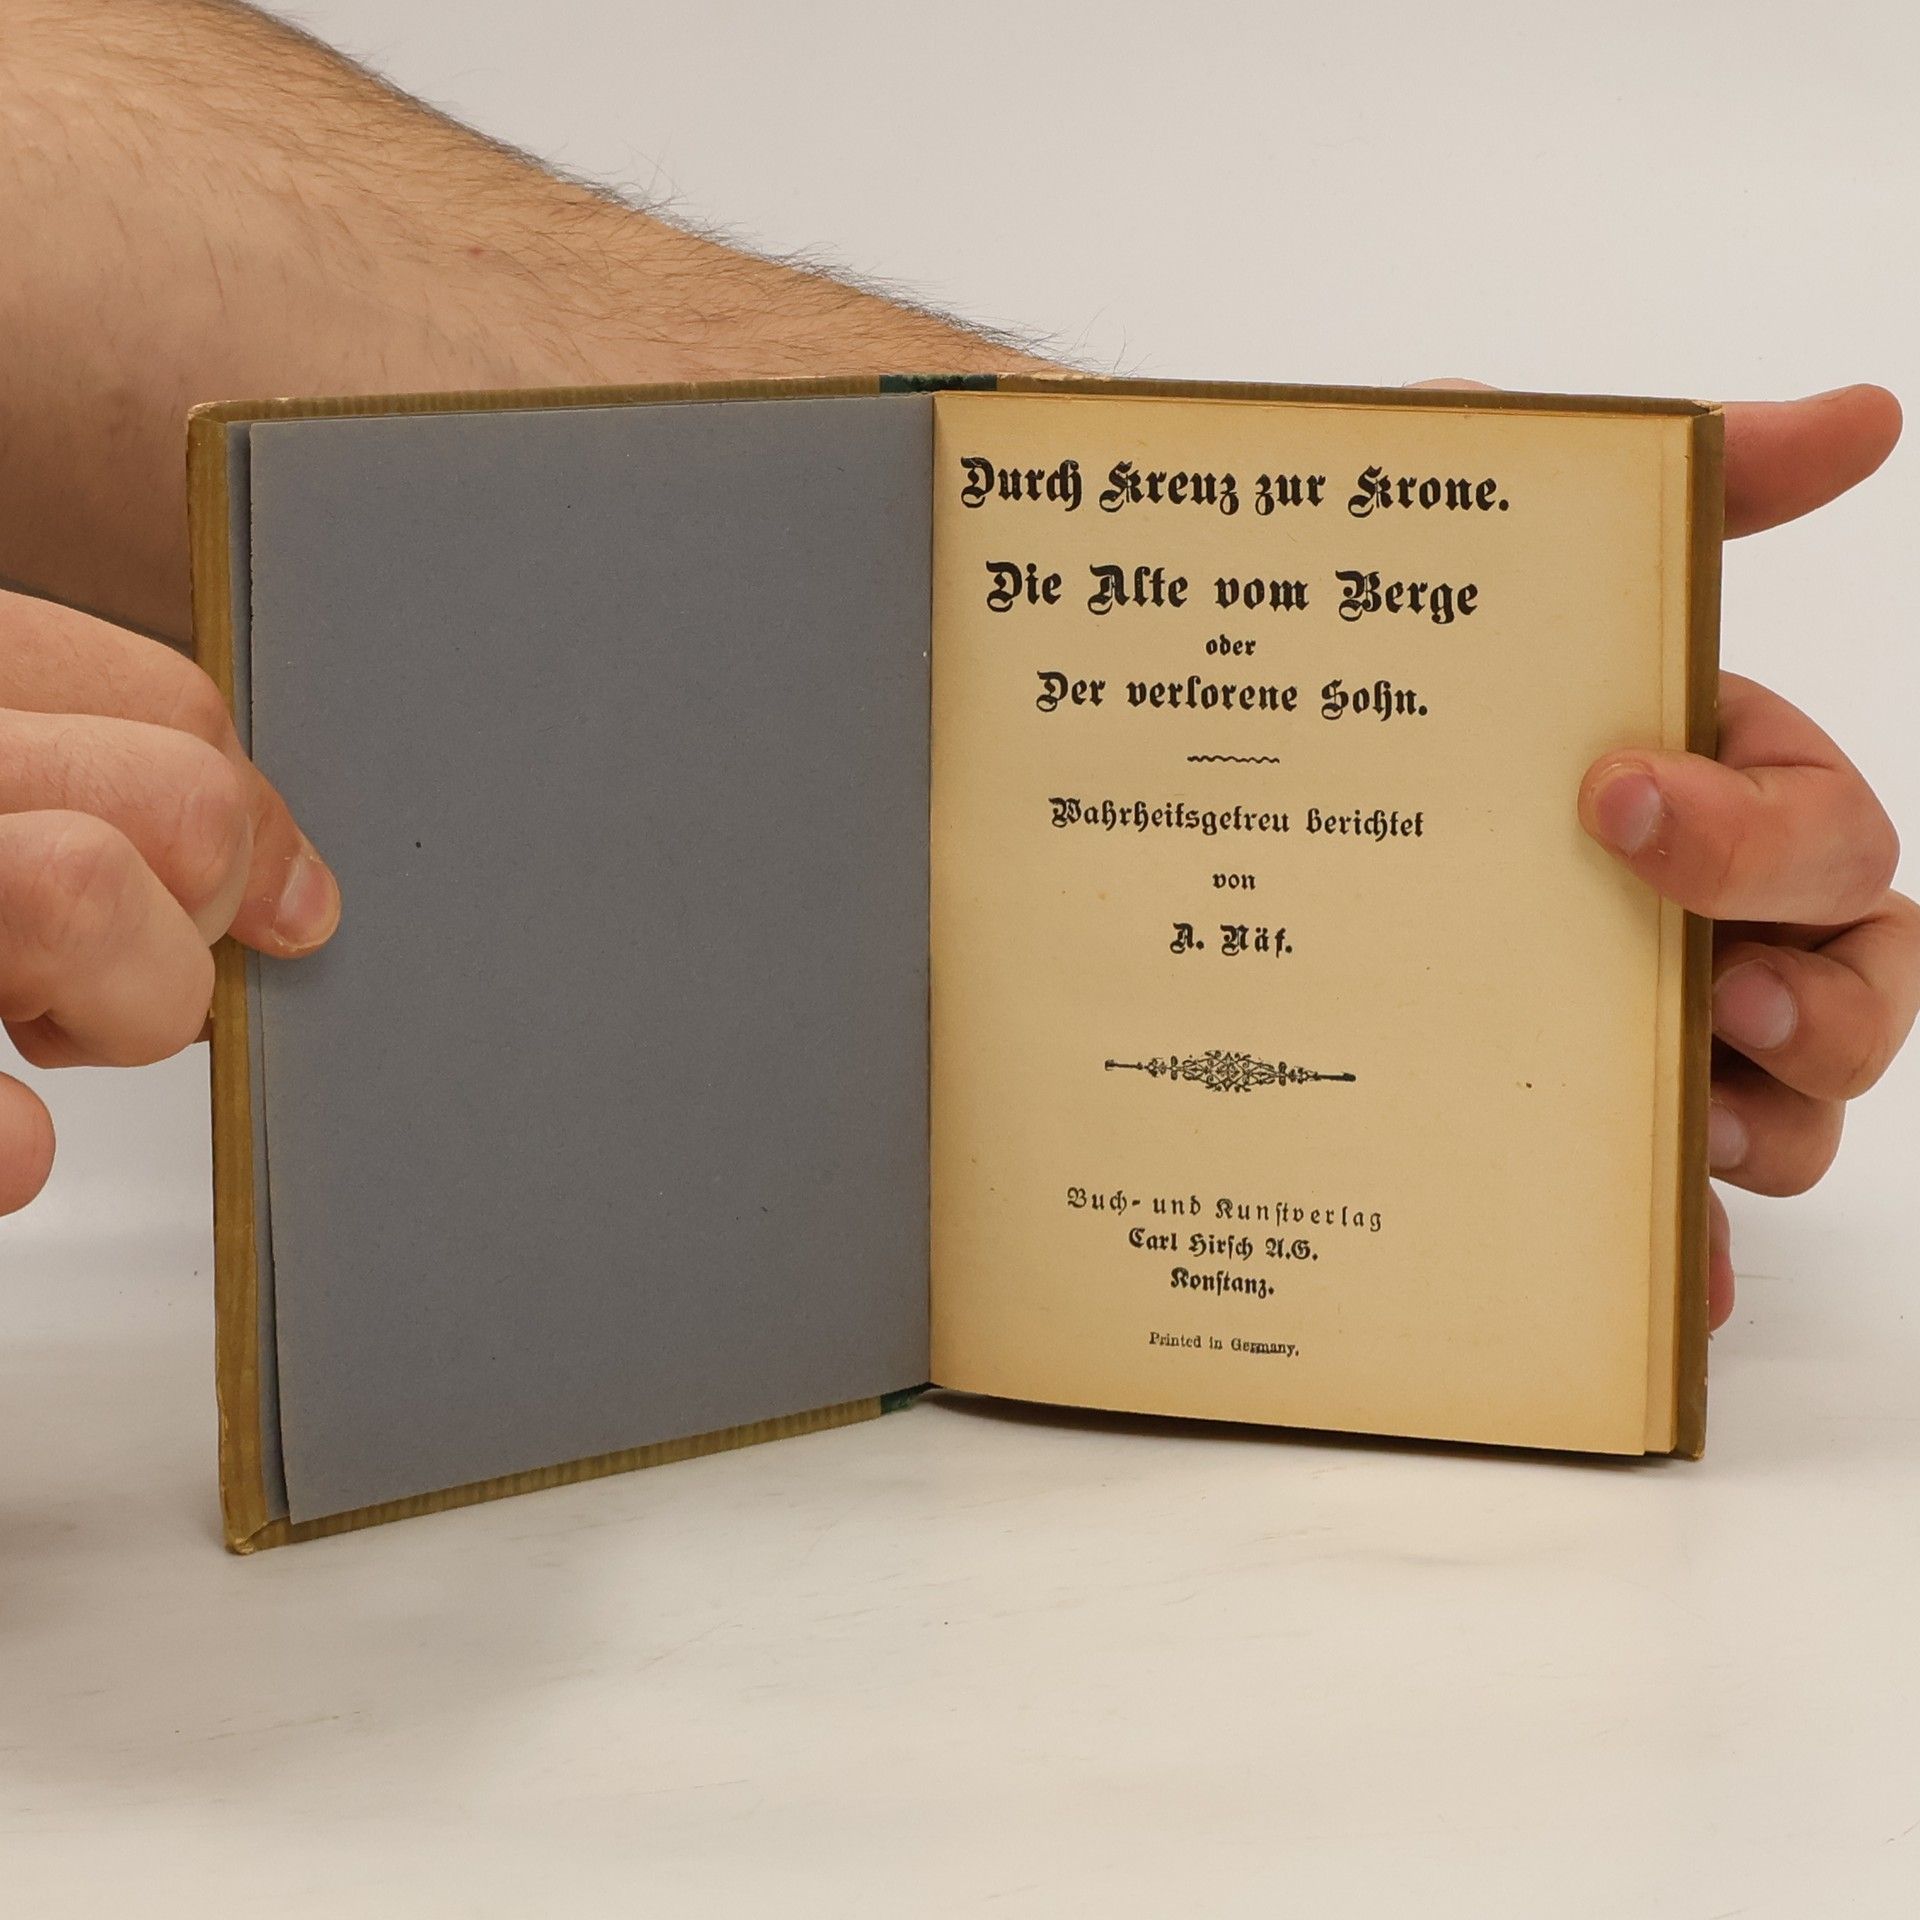 Durch Kreuz zur Krone.
Die Alte vom Berge
oder
Der verlorene Sohn.
Wahrheitsgetreu berichtet
von
A. Näf.
Buch- und Kunstverlag
Carl Hirsch A.G.
Konstanz.
Printed in Germany,